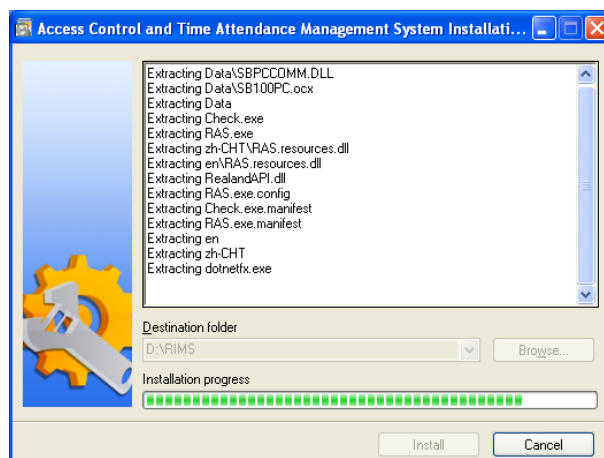 Access Control and Time Attendance Management System Installati...
Extracting Data\SBPCCOMM.DLL
Extracting Data\SB100PC.ocx
Extracting Data
Extracting Check.exe
Extracting RAS.exe
Extracting zh-CHT\RAS.resources.dll
Extracting en\RAS.resources.dll
Extracting RealandAPI.dll
Extracting RAS.exe.config
Extracting Check.exe.manifest
Extracting RAS.exe.manifest
Extracting en
Extracting zh-CHT
Extracting dotnetfx.exe
Destination folder
D:\RIMS
Browse...
Installation progress
Install
Cancel